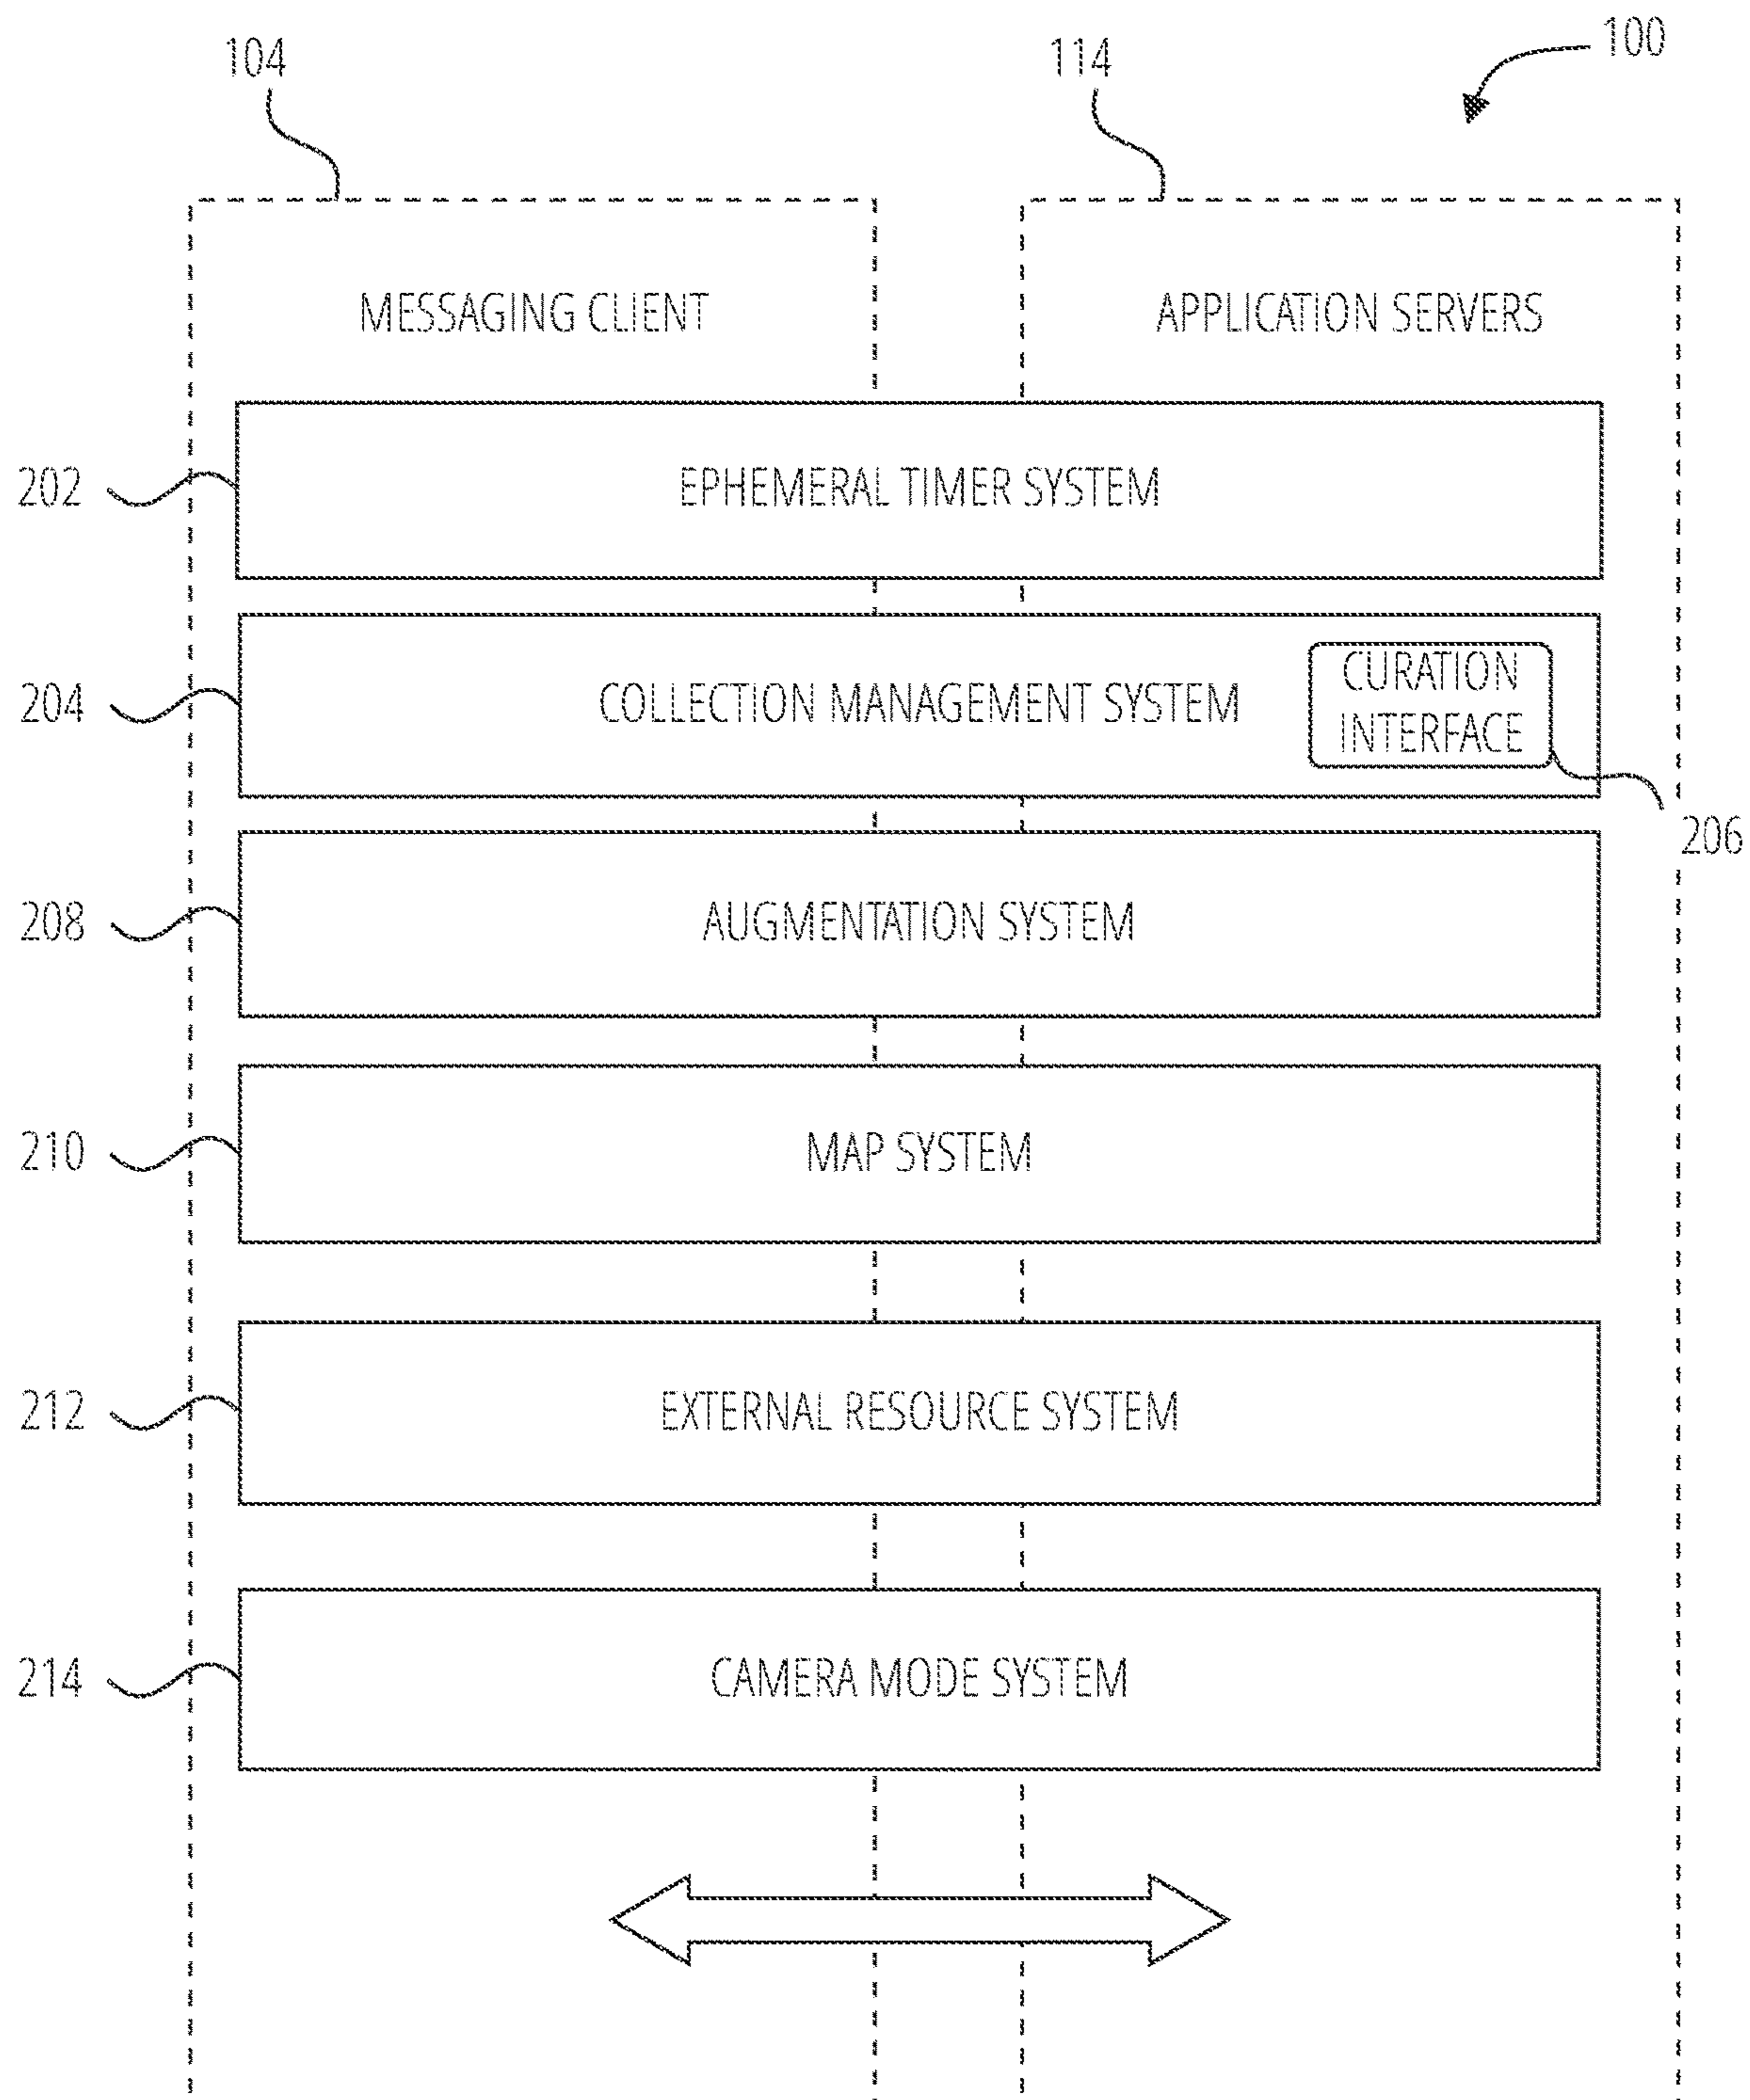 100
104
114
MESSAGING CLIENT
APPLICATION SERVERS
202
EPHEMERAL TIMER SYSTEM
204
COLLECTION MANAGEMENT SYSTEM
CURATION
INTERFACE
206
208
AUGMENTATION SYSTEM
210
MAP SYSTEM
212
EXTERNAL RESOURCE SYSTEM
214
CAMERA MODE SYSTEM